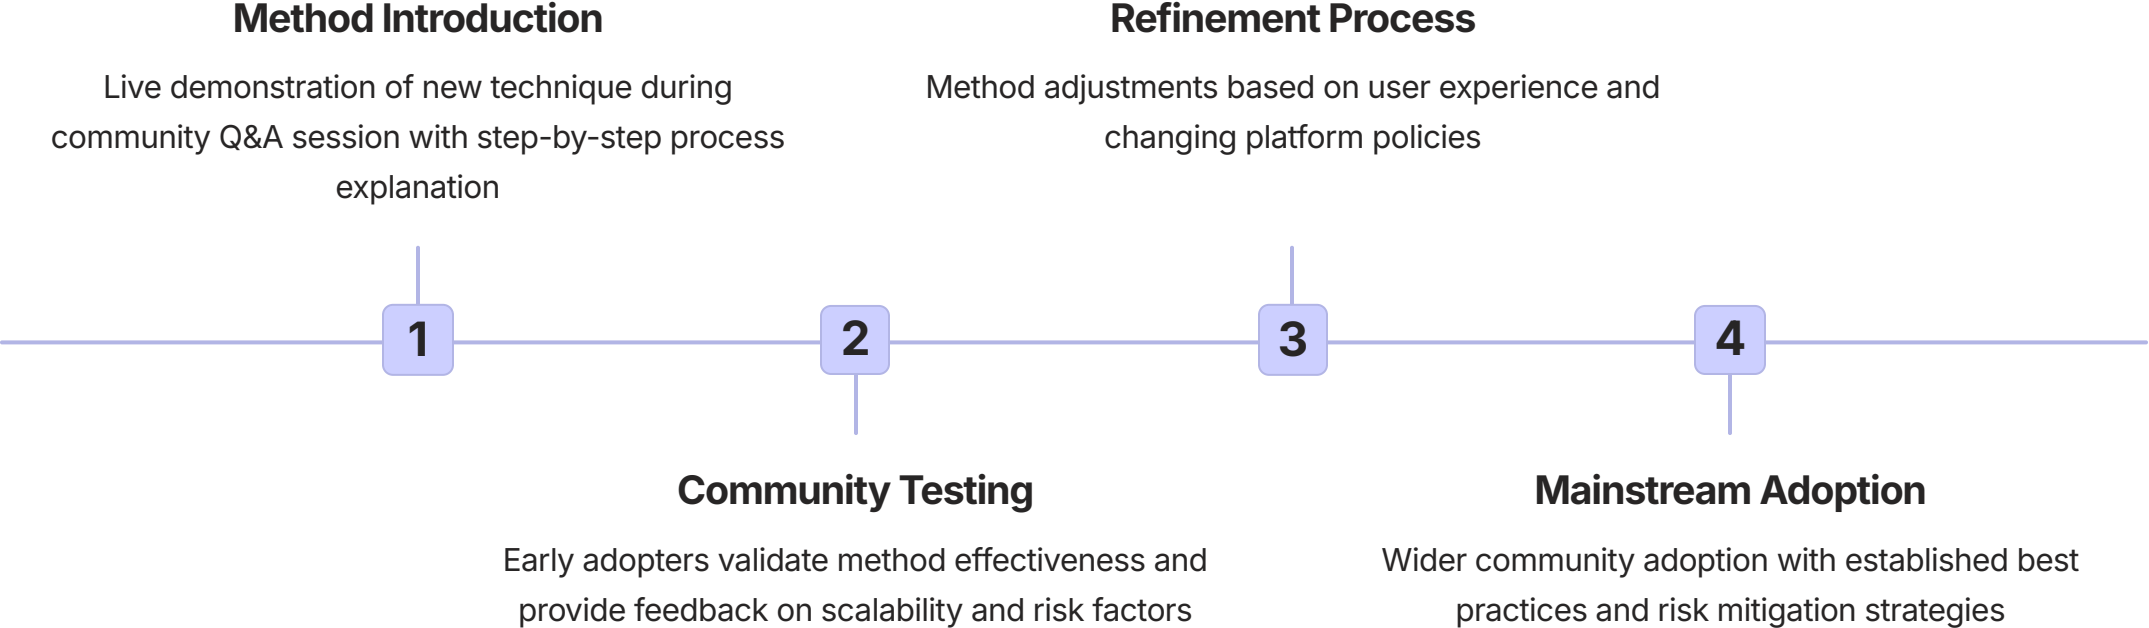 Method Introduction
Live demonstration of new technique during
community Q&A session with step-by-step process
explanation
1
2
Community Testing
Early adopters validate method effectiveness and
provide feedback on scalability and risk factors
Refinement Process
Method adjustments based on user experience and
changing platform policies
3
4
Mainstream Adoption
Wider community adoption with established best
practices and risk mitigation strategies